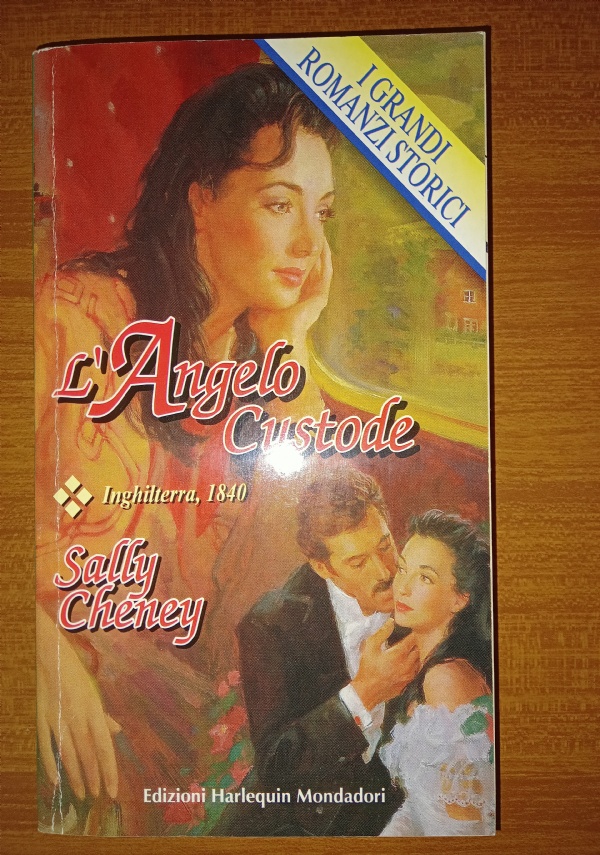 I GRANDI
ROMANZI STORICI
L'Angelo
Custode
Inghilterra, 1840
Sally
Cheney
Edizioni Harlequin Mondadori